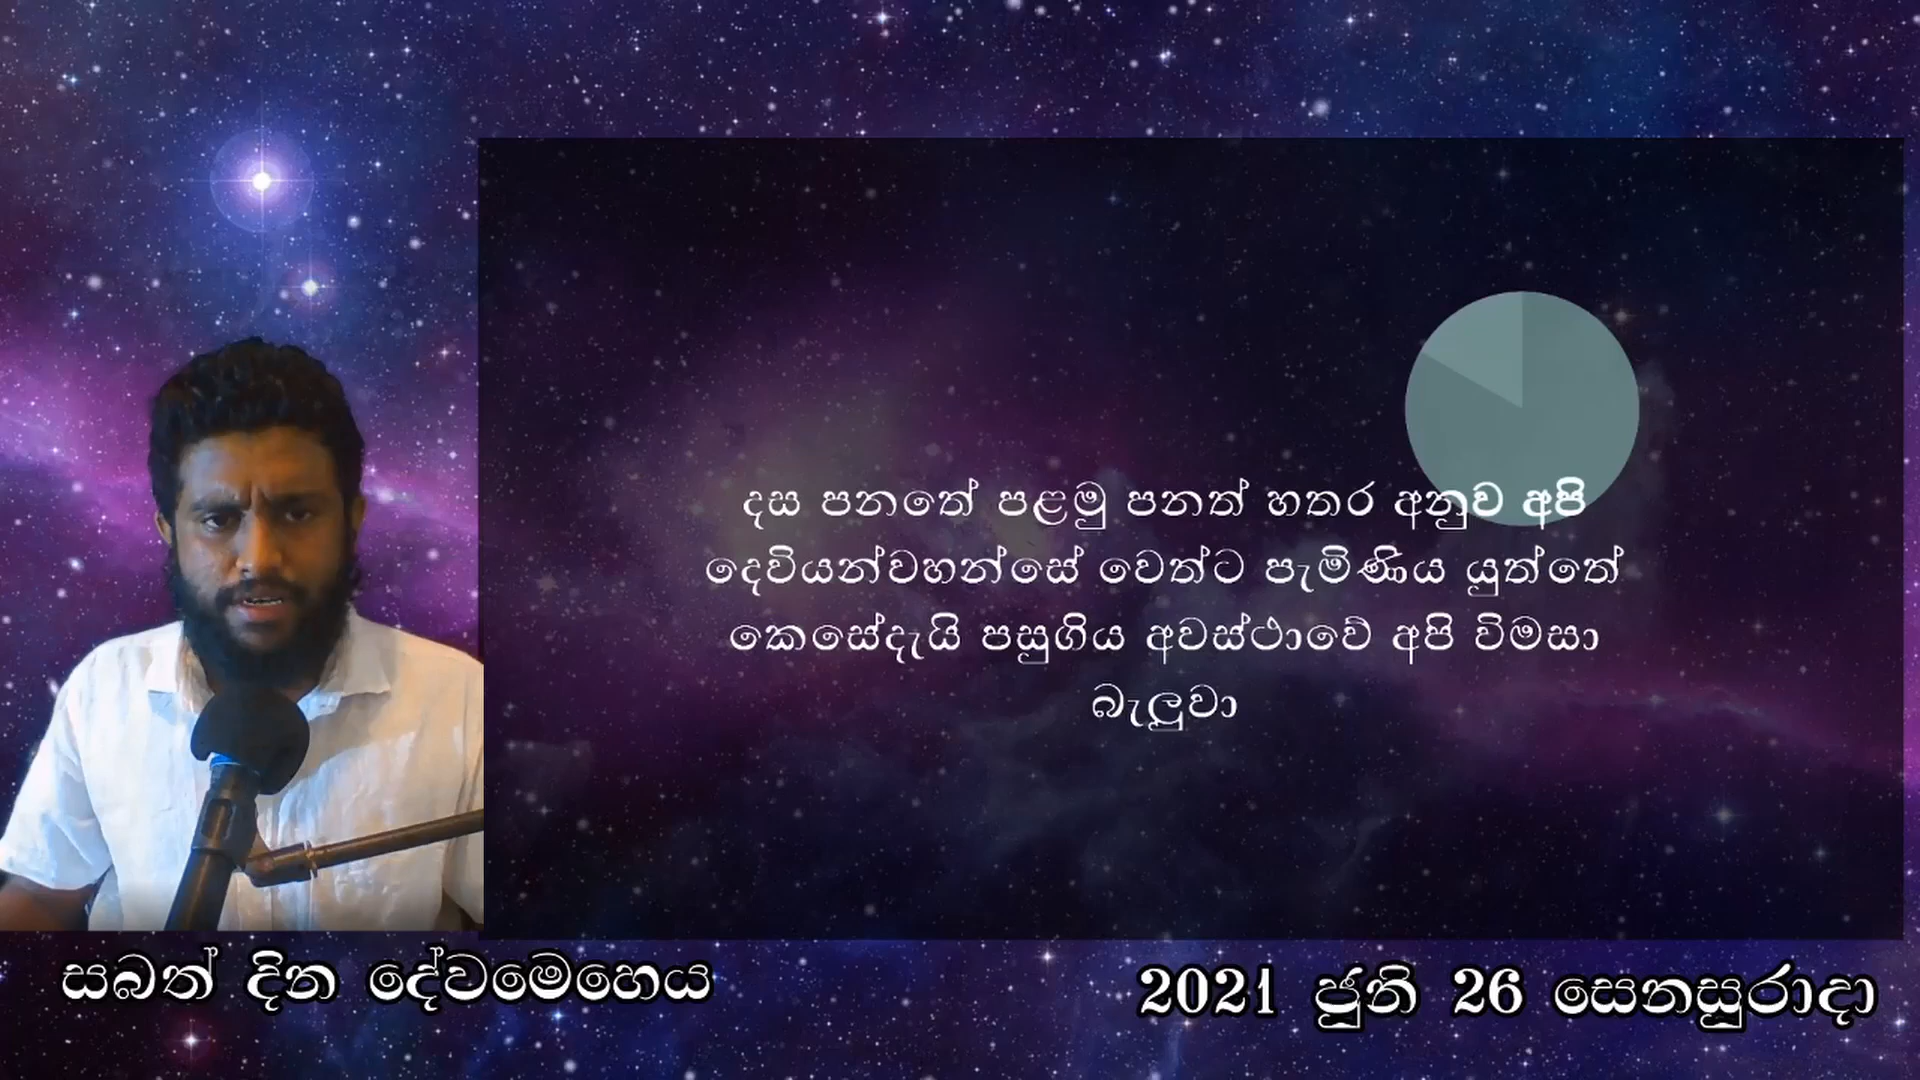 දස පනතේ පළමු පනත් හතර අනුව අපි
දෙවියන්වහන්සේ වෙත්ට පැමිණිය යුත්තේ
කෙසේදැයි පසුගිය අවස්ථාවේ අපි විමසා
බැලුවා
සබත් දින දේවමෙහෙය
2021 ජුනි 26 සෙනසුරාදා